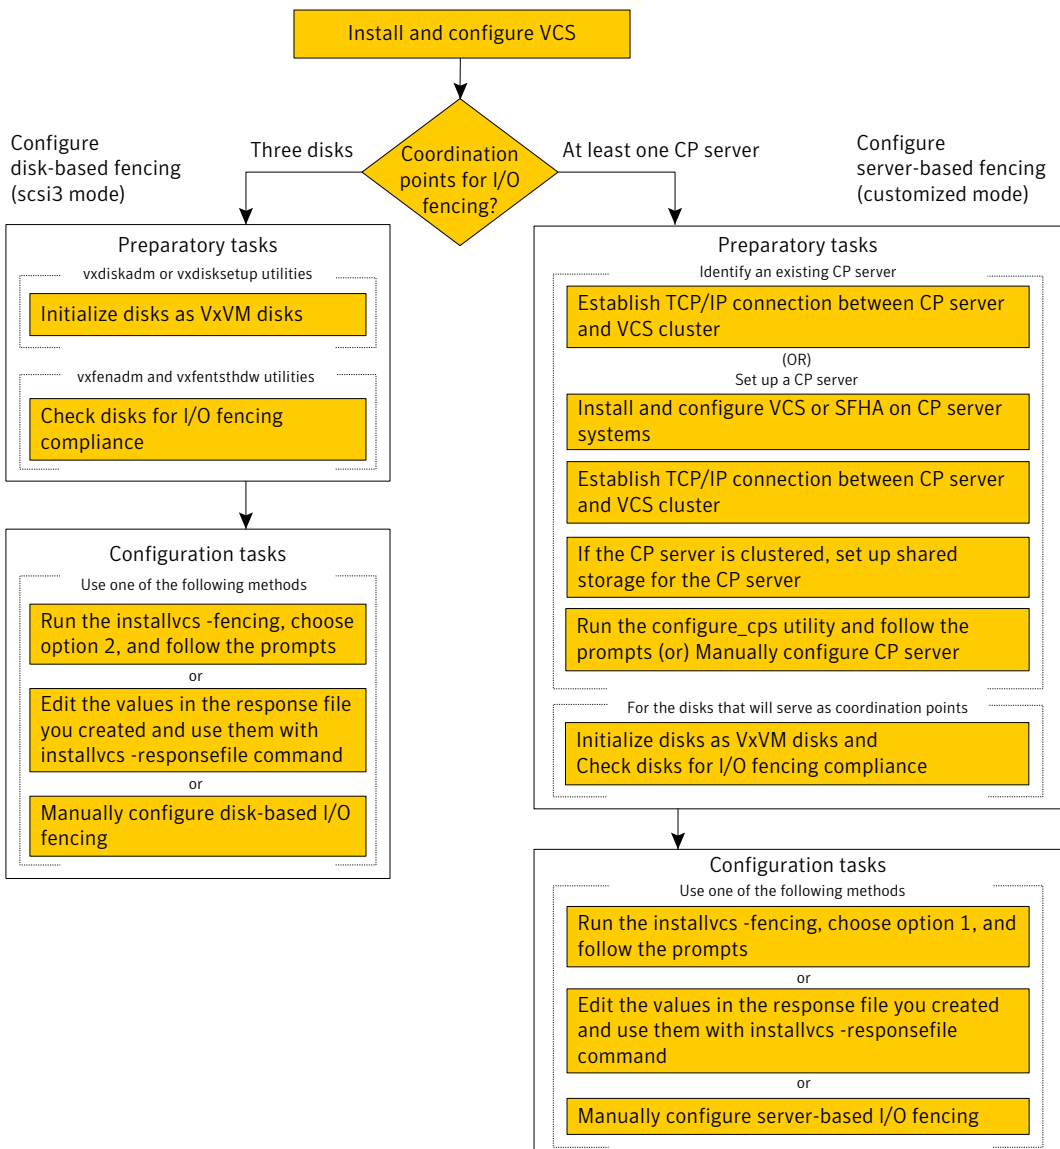 Install and configure VCS
Configure
disk-based fencing
(scsi3 mode)
Three disks
Coordination
points for I/O
fencing?
At least one CP server
Configure
server-based fencing
(customized mode)
Preparatory tasks
vxdiskadm or vxdisksetup utilities
Initialize disks as VxVM disks
vxfenadm and vxfentsthdw utilities
Check disks for I/O fencing
compliance
Configuration tasks
Use one of the following methods
Run the installvcs -fencing, choose
option 2, and follow the prompts
or
Edit the values in the response file
you created and use them with
installvcs -responsefile command
or
Manually configure disk-based I/O
fencing
Preparatory tasks
Identify an existing CP server
Establish TCP/IP connection between CP server
and VCS cluster
(OR)
Set up a CP server
Install and configure VCS or SFHA on CP server
systems
Establish TCP/IP connection between CP server
and VCS cluster
If the CP server is clustered, set up shared
storage for the CP server
Run the configure_cps utility and follow the
prompts (or) Manually configure CP server
For the disks that will serve as coordination points
Initialize disks as VxVM disks and
Check disks for I/O fencing compliance
Configuration tasks
Use one of the following methods
Run the installvcs -fencing, choose option 1, and
follow the prompts
or
Edit the values in the response file you created
and use them with installvcs -responsefile
command
or
Manually configure server-based I/O fencing